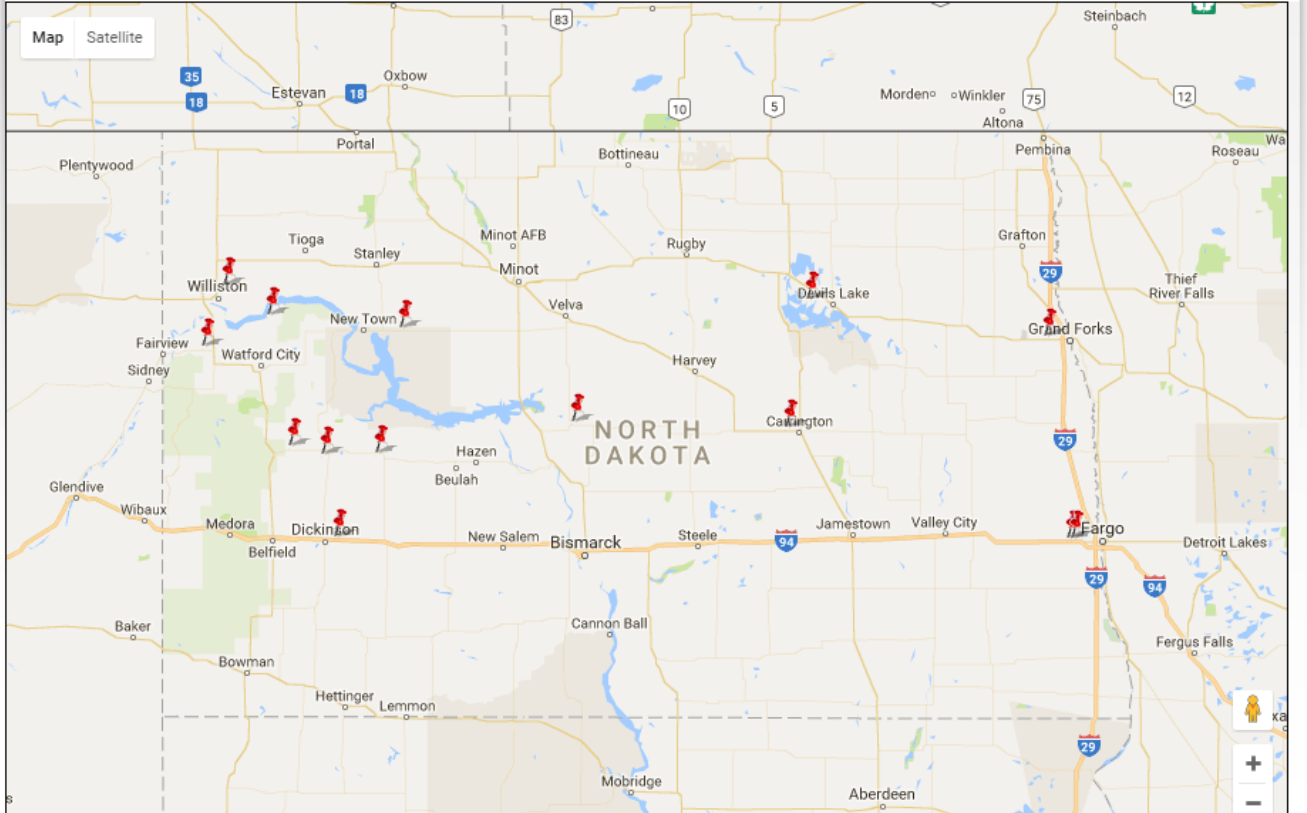 83
Steinbach
Map
Satellite
35
18
Estevan
18
Oxbow
10
5
Morden
Winkler
75
12
Altona
Portal
Pembina
Wa
Roseau
Plentywood
Bottineau
Tioga
Stanley
Minot AFB
Minot
Rugby
Grafton
29
Williston
Velva
Devils Lake
Thief
River Falls
New Town
Grand Forks
Fairview
Watford City
Sidney
Harvey
Carrington
NORTH
DAKOTA
29
Hazen
Beulah
Glendive
Wibaux
Medora
Dickinson
Belfield
New Salem
Bismarck
Steele
94
Jamestown
Valley City
Fargo
Detroit Lakes
29
94
Cannon Ball
Baker
Fergus Falls
Bowman
Hettinger
Lemmon
xa
29
+
Mobridge
Aberdeen
s
−